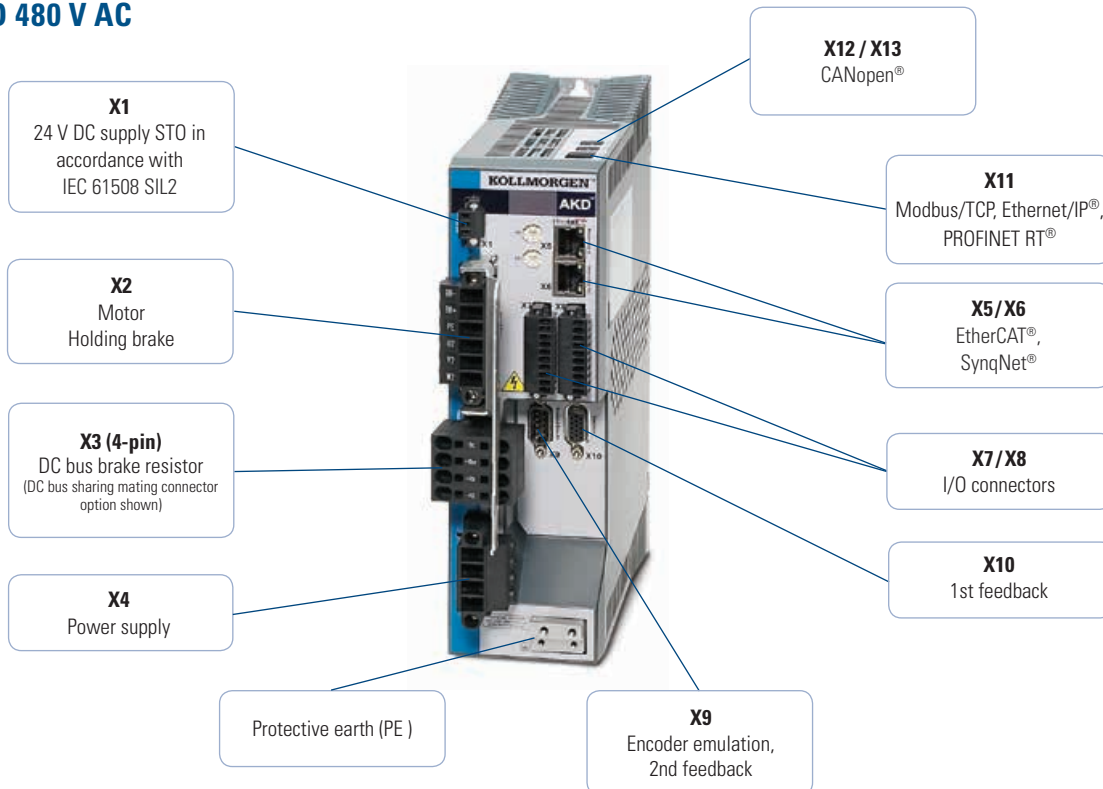 D 480 V AC
X12 / X13
CANopen®
X1
24 V DC supply STO in
accordance with
IEC 61508 SIL2
X11
Modbus/TCP, Ethernet/IP®,
PROFINET RT®
X2
Motor
Holding brake
X5/X6
EtherCAT®,
SynqNet®
X3 (4-pin)
DC bus brake resistor
(DC bus sharing mating connector
option shown)
X7/X8
I/O connectors
X10
1st feedback
X4
Power supply
Protective earth (PE )
X9
Encoder emulation,
2nd feedback
KOLLMORGEN™
AKD™
X1
X2
X5
X6
X9
X10